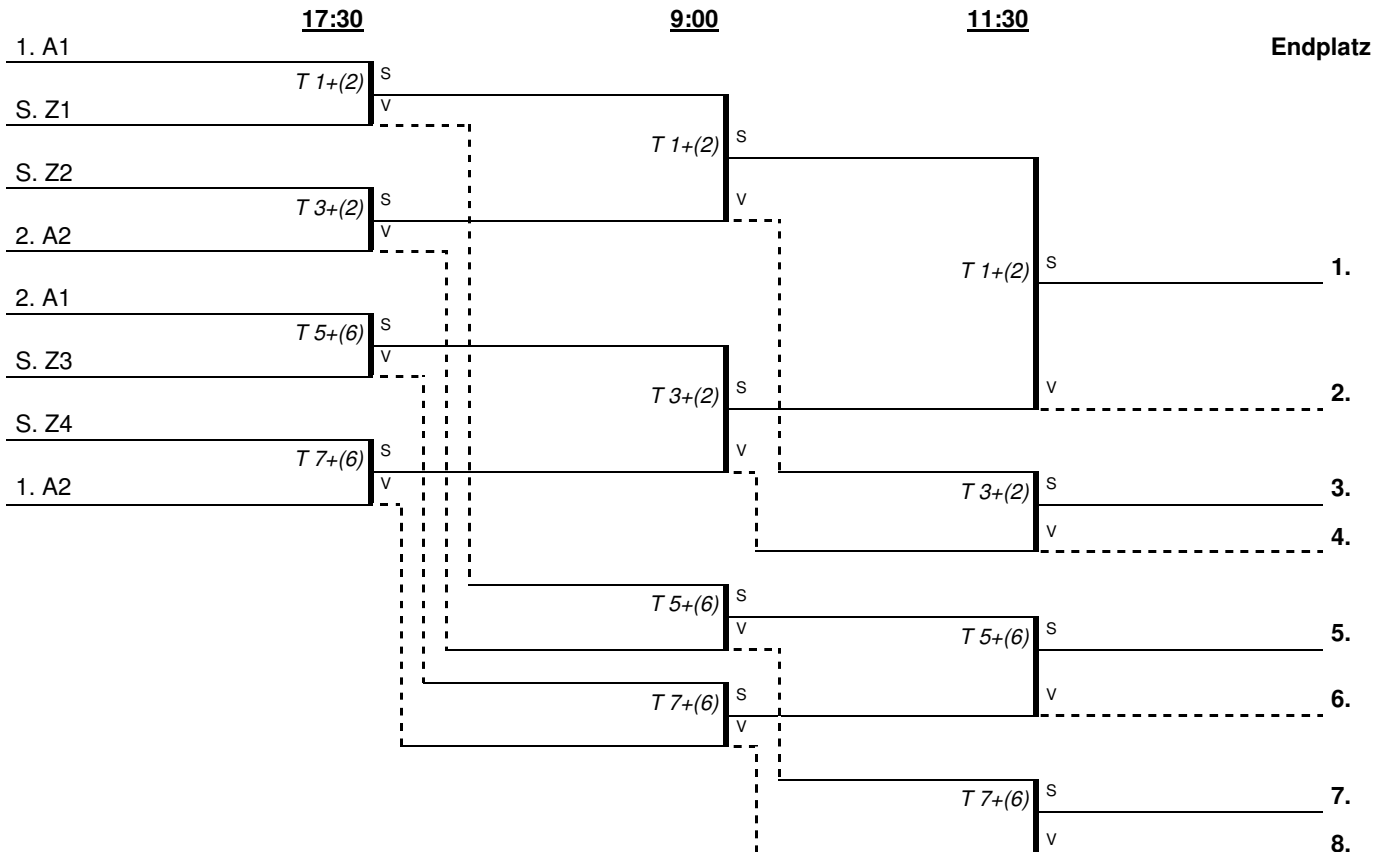 17:30 9:00 11:30
1. A1 Endplatz
T 1+(2) S
V
S. Z1
T 1+(2) S
S. Z2
T 3+(2) S V
V
2. A2
T 1+(2) S 1.
2. A1
T 5+(6) S
V
S. Z3
T 3+(2) S V 2.
S. Z4
T 7+(6) S V
V
1. A2 T 3+(2) S 3.
V 4.
T 5+(6) S
V T 5+(6) S 5.
T 7+(6) S V 6.
V
T 7+(6) S 7.
V 8.